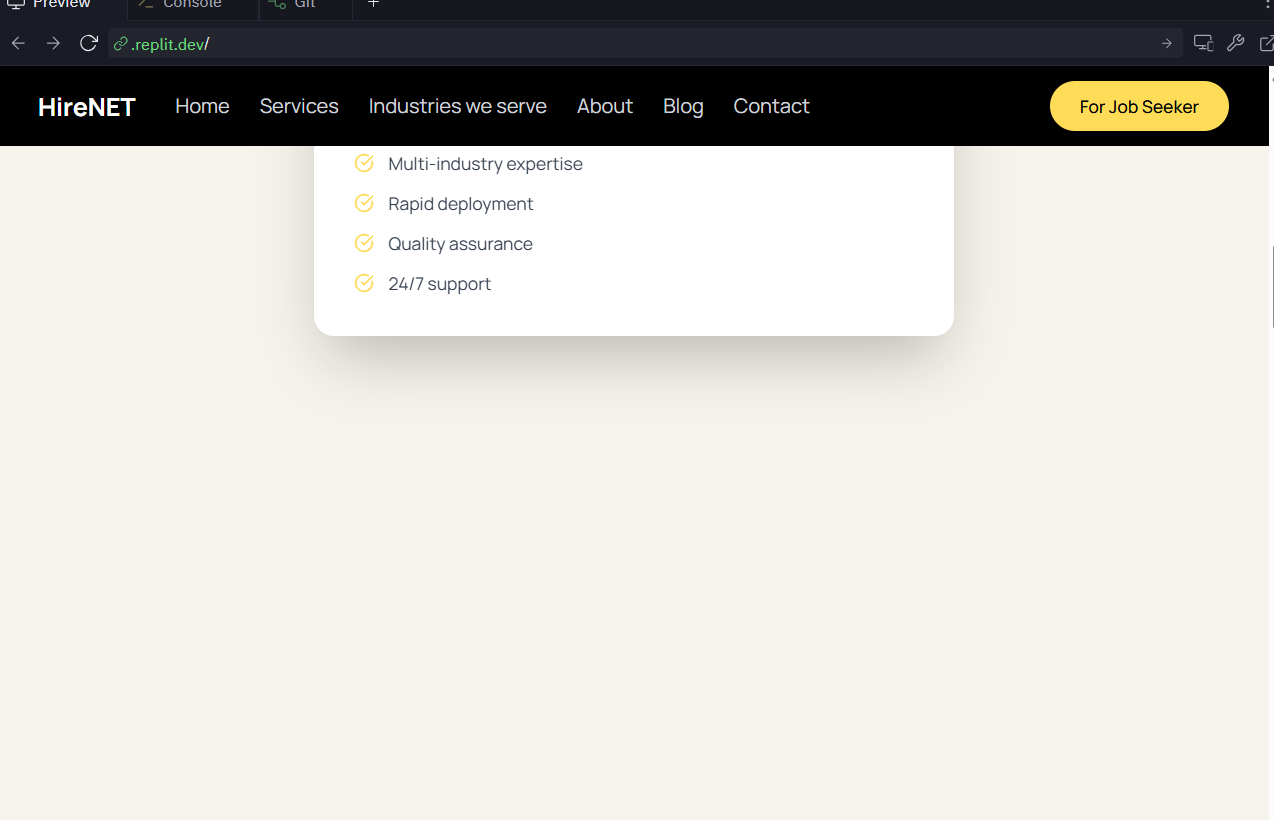 Preview Console Git
.replit.dev/
HireNET Home Services Industries we serve About Blog Contact For Job Seeker
Multi-industry expertise
Rapid deployment
Quality assurance
24/7 support